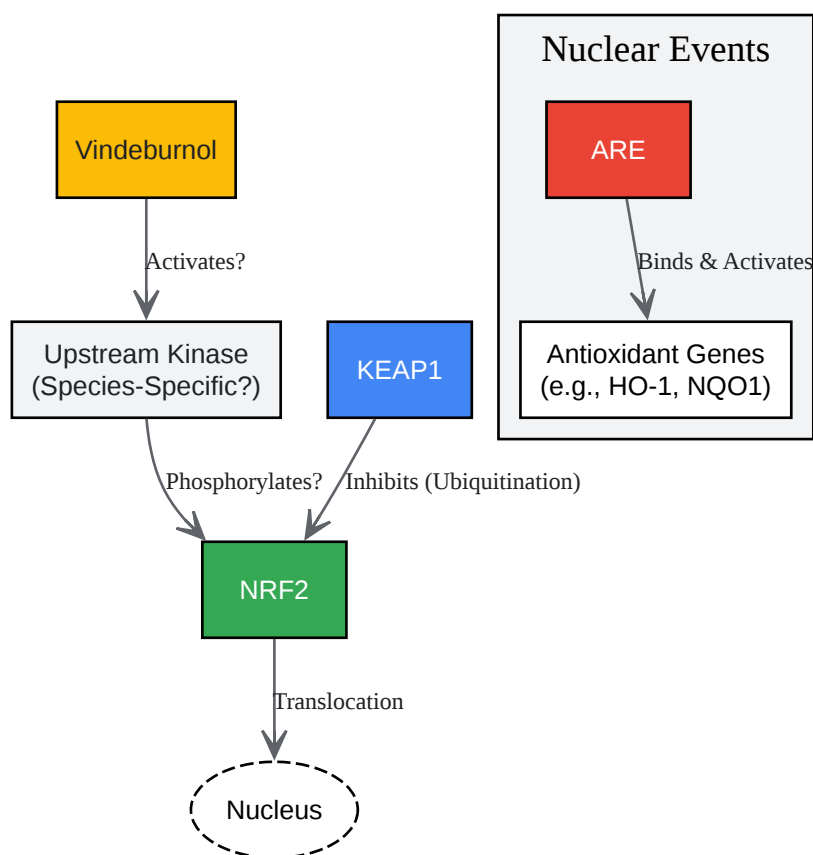 Nuclear Events
Vindeburnol
ARE
Activates?
Binds & Activates
Upstream Kinase
(Species-Specific?)
KEAP1
Antioxidant Genes
(e.g., HO-1, NQO1)
Phosphorylates?
Inhibits (Ubiquitination)
NRF2
Translocation
Nucleus